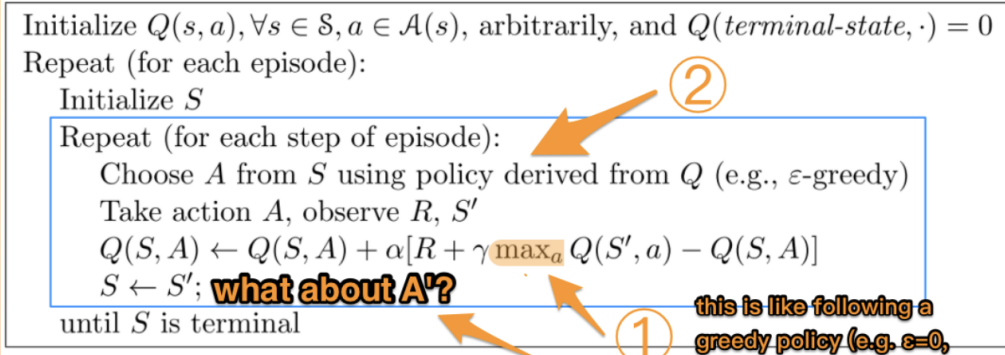 Initialize Q(s, a), ∀s ∈ S, a ∈ A(s), arbitrarily, and Q(terminal-state, ·) = 0
Repeat (for each episode):
Initialize S
②
Repeat (for each step of episode):
Choose A from S using policy derived from Q (e.g., ε-greedy)
Take action A, observe R, S′
Q(S, A) ← Q(S, A) + α[R + γ maxₐ Q(S′, a) − Q(S, A)]
S ← S′; what about A'?
until S is terminal
①
this is like following a
greedy policy (e.g. ε=0,